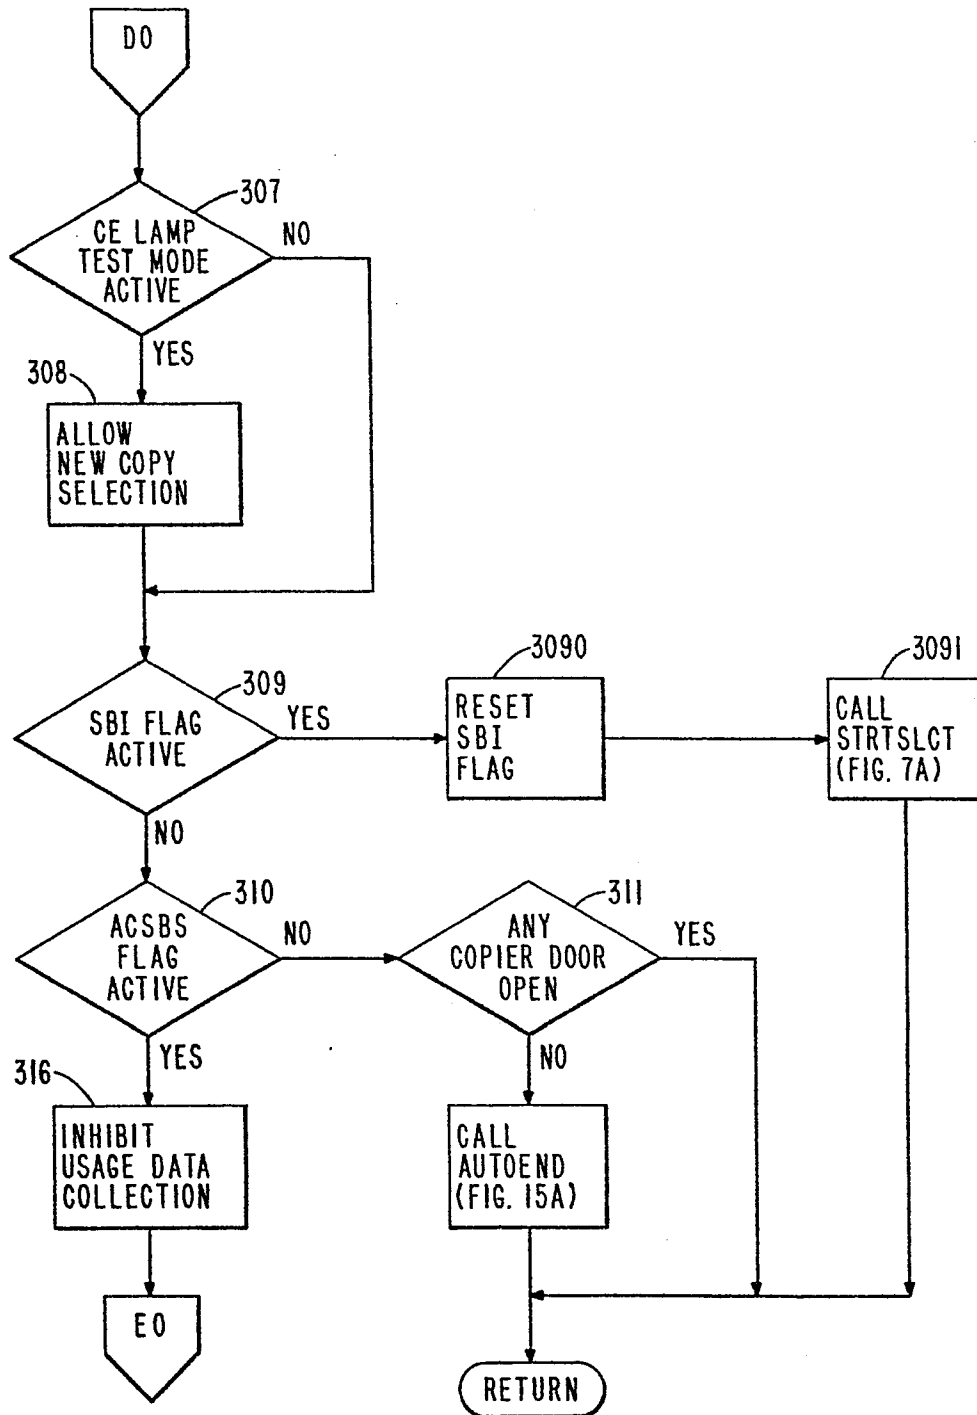 DO
307
CE LAMP
TEST MODE
ACTIVE
NO
YES
308
ALLOW
NEW COPY
SELECTION
309
SBI FLAG
ACTIVE
YES
3090
RESET
SBI
FLAG
3091
CALL
STRTSLCT
(FIG. 7A)
NO
310
ACSBS
FLAG
ACTIVE
NO
311
ANY
COPIER DOOR
OPEN
YES
YES
316
INHIBIT
USAGE DATA
COLLECTION
NO
CALL
AUTOEND
(FIG. 15A)
EO
RETURN